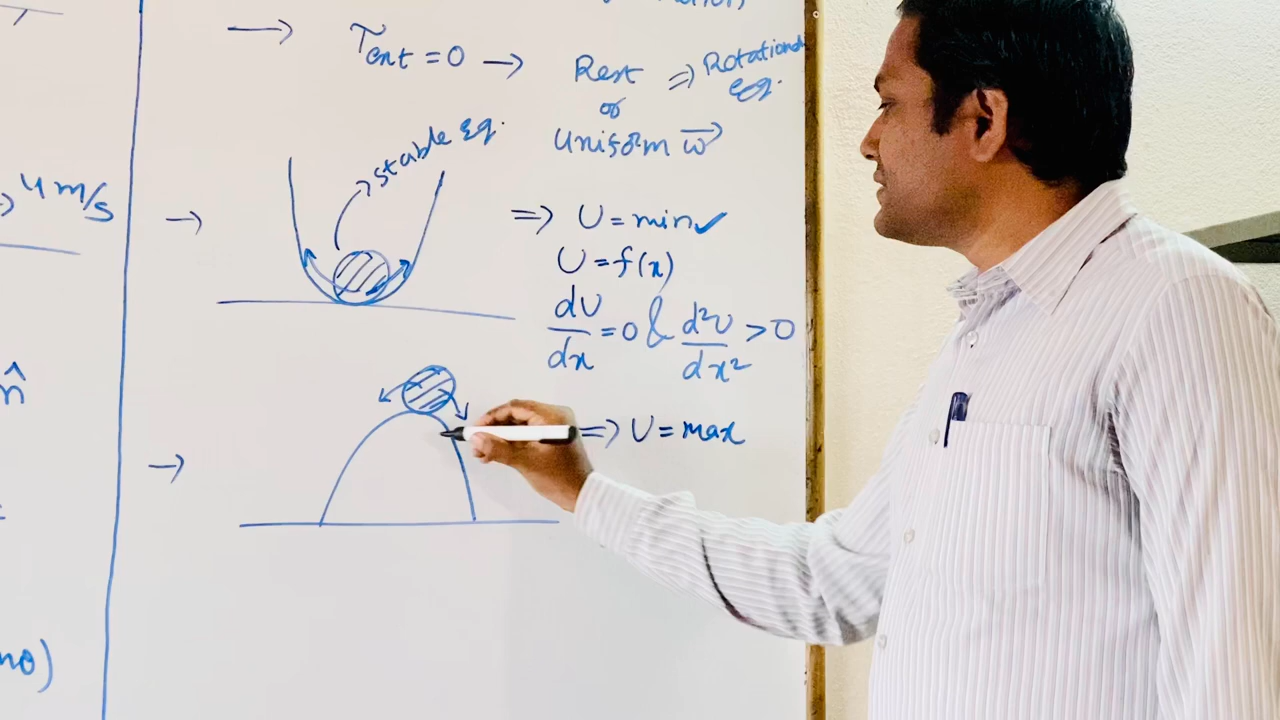 → τext = 0 → Rest ⇒ Rotational Eq.
or
Uniform ω⃗
stable Eq.
→ 4 m/s
→ ⇒ U = min ✓
U = f(x)
dU/dx = 0 & d²U/dx² > 0
n̂
→ ⇒ U = max